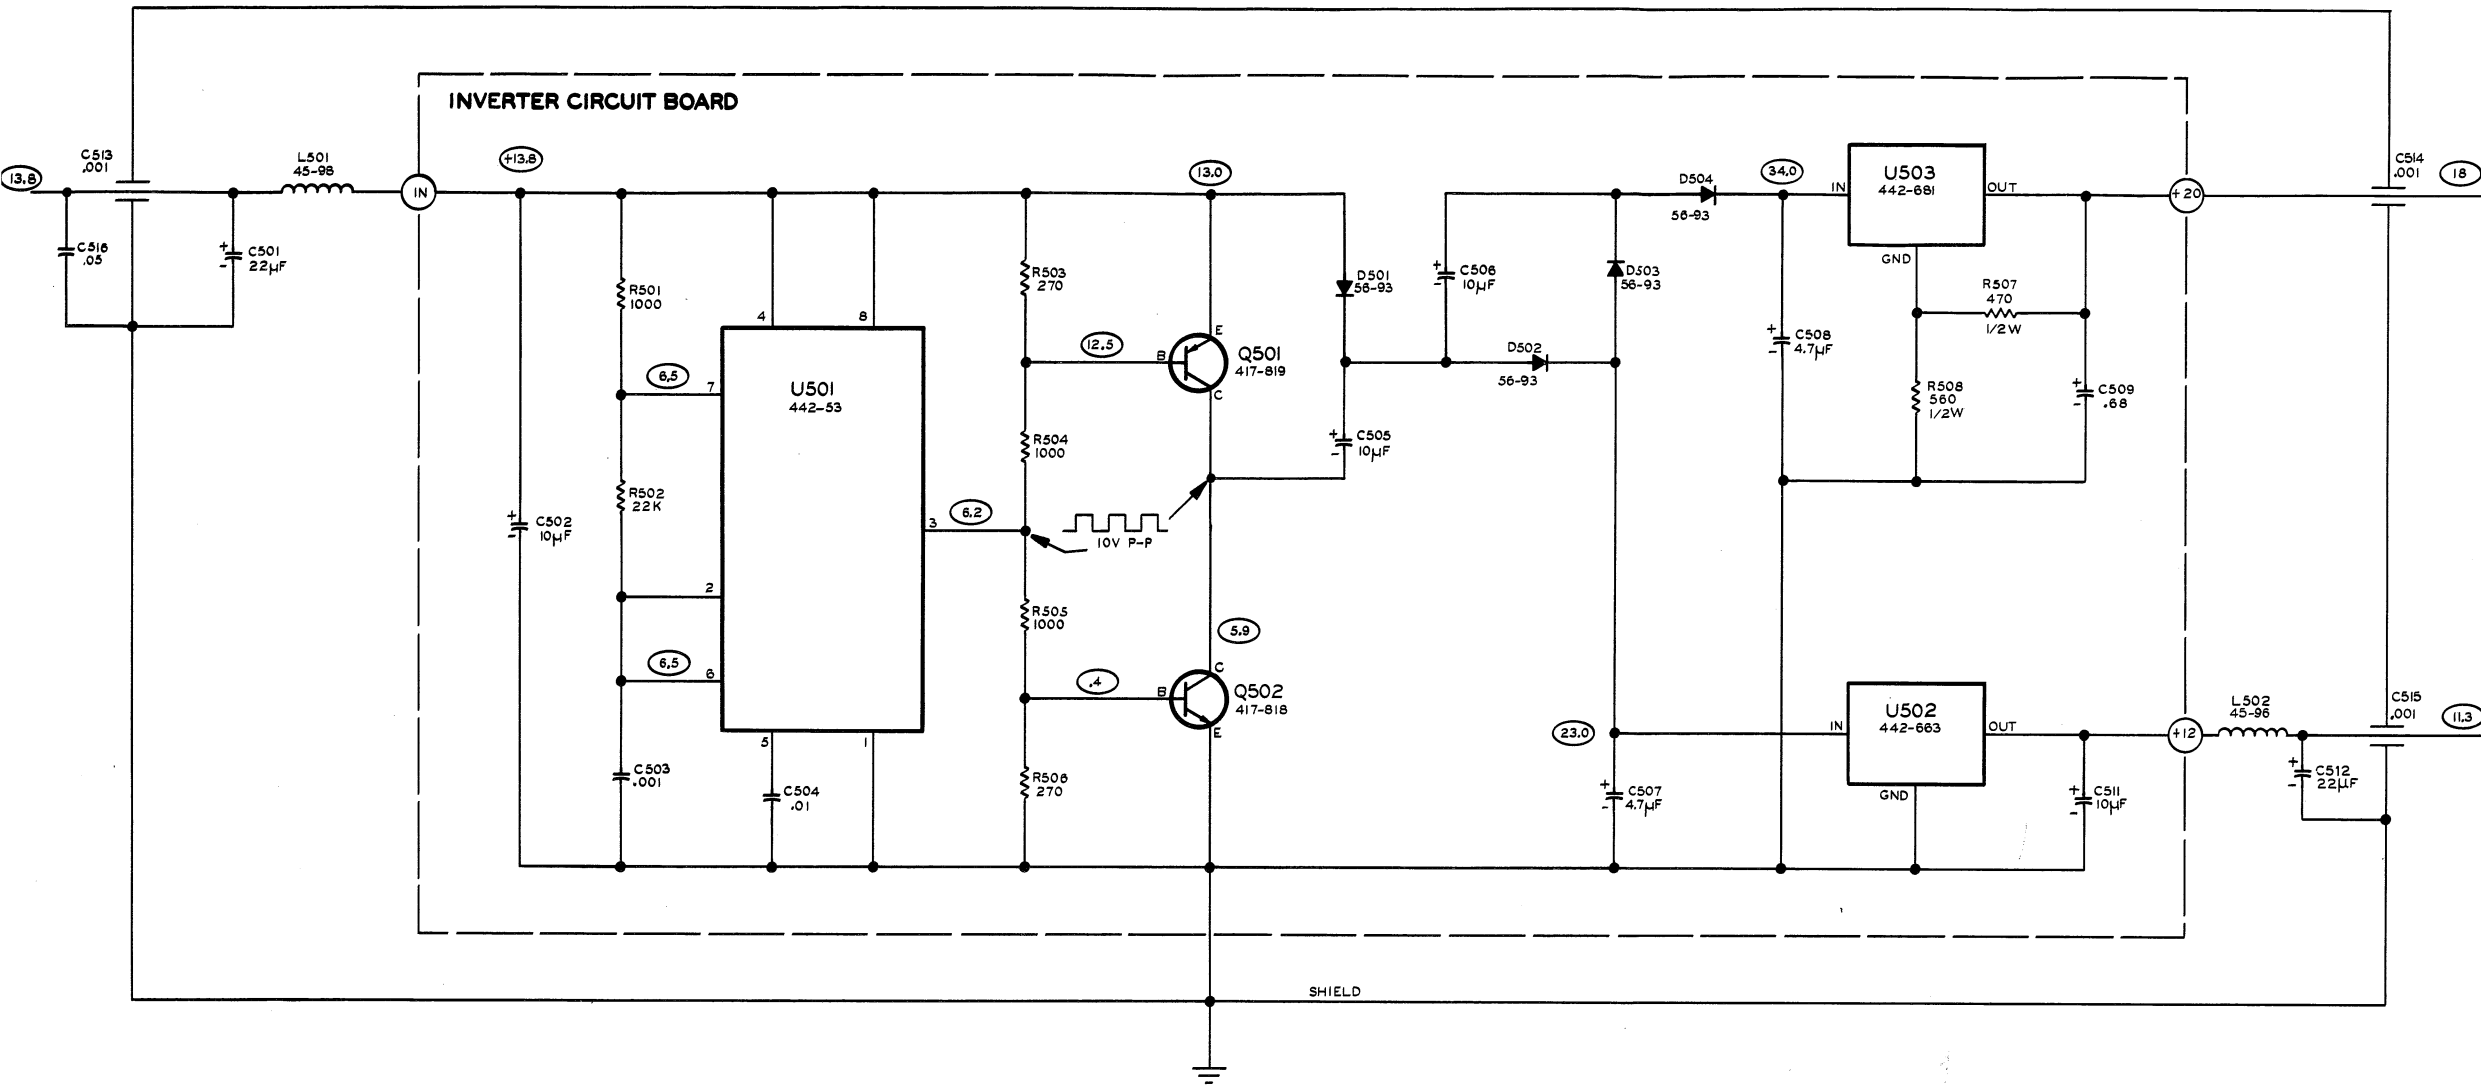 INVERTER CIRCUIT BOARD
13.8
C513
.001
C516
.05
C501
22µF
+
-
L501
45-98
IN
+13.8
+
-
C502
10µF
R501
1000
6.5
7
R502
22K
2
6.5
6
C503
.001
4
8
U501
442-53
3
5
1
C504
.01
6.2
R503
270
12.5
B
R504
1000
10V P-P
R505
1000
.4
B
R506
270
13.0
E
Q501
417-819
C
5.9
C
Q502
417-818
E
D501
56-93
+
-
C505
10µF
+
-
C506
10µF
D502
56-93
D503
56-93
D504
56-93
34.0
+
-
C508
4.7µF
23.0
+
-
C507
4.7µF
IN
U503
442-681
OUT
GND
R507
470
1/2W
R508
560
1/2W
+
-
C509
.68
IN
U502
442-663
OUT
GND
+
-
C511
10µF
+20
+12
L502
45-96
+
-
C512
22µF
C514
.001
18
C515
.001
11.3
SHIELD